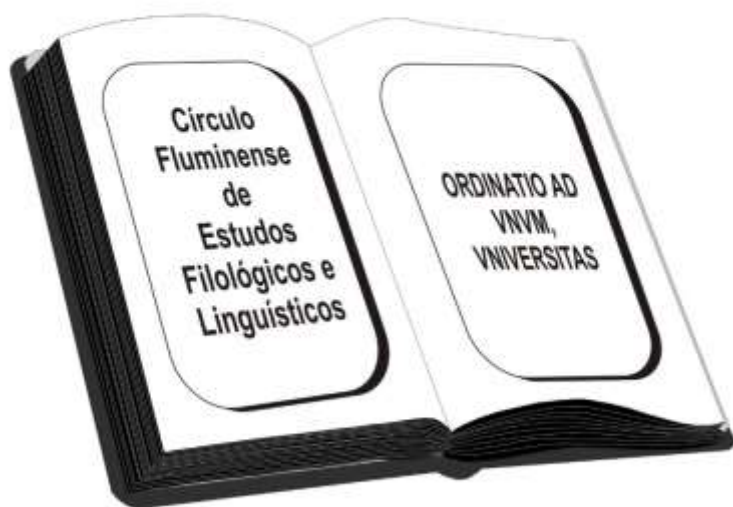 Círculo
Fluminense
de
Estudos
Filológicos e
Linguísticos
ORDINATIO AD
VNVM,
VNIVERSITAS